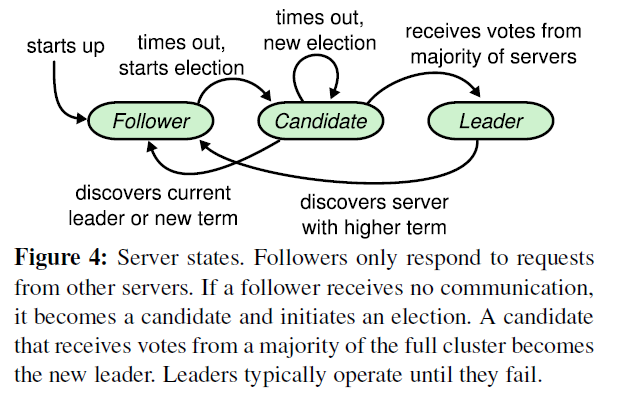 starts up
times out,
starts election
times out,
new election
receives votes from
majority of servers
Follower
Candidate
Leader
discovers current
leader or new term
discovers server
with higher term
Figure 4: Server states. Followers only respond to requests
from other servers. If a follower receives no communication,
it becomes a candidate and initiates an election. A candidate
that receives votes from a majority of the full cluster becomes
the new leader. Leaders typically operate until they fail.